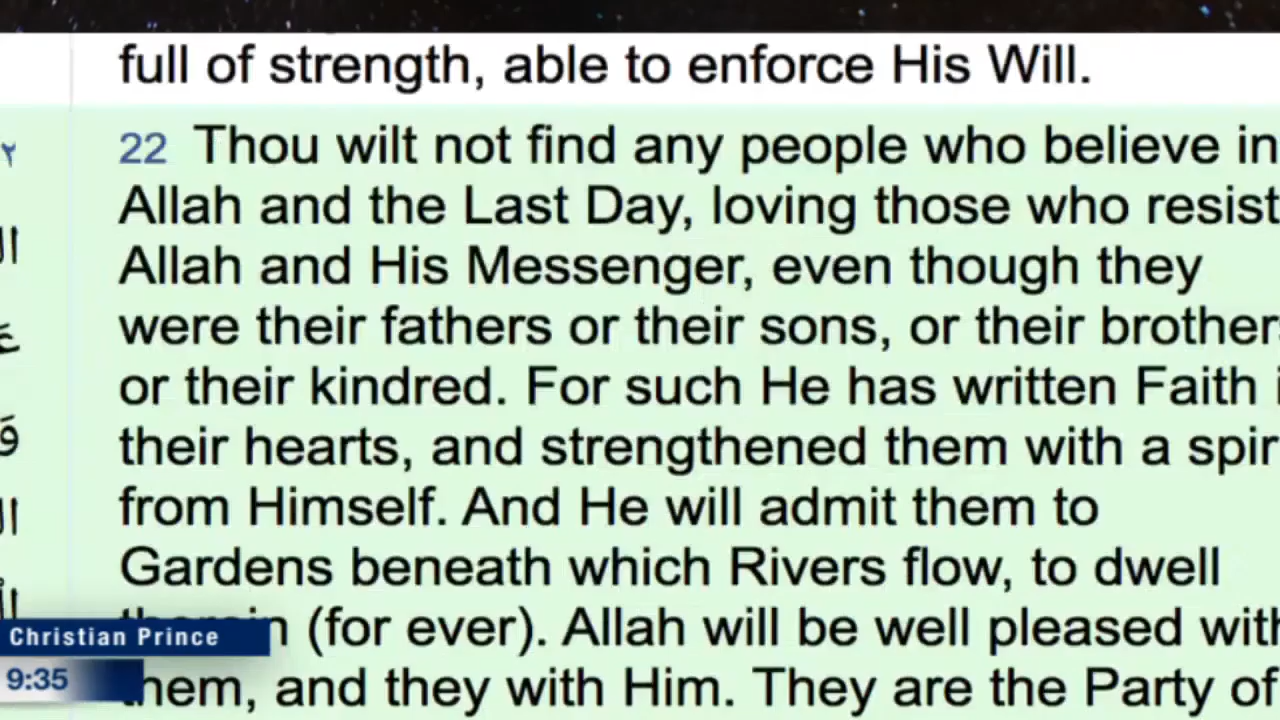 full of strength, able to enforce His Will.
22 Thou wilt not find any people who believe in
Allah and the Last Day, loving those who resist
Allah and His Messenger, even though they
were their fathers or their sons, or their brother
or their kindred. For such He has written Faith
their hearts, and strengthened them with a spir
from Himself. And He will admit them to
Gardens beneath which Rivers flow, to dwell
(for ever). Allah will be well pleased with
them, and they with Him. They are the Party of
Christian Prince
9:35